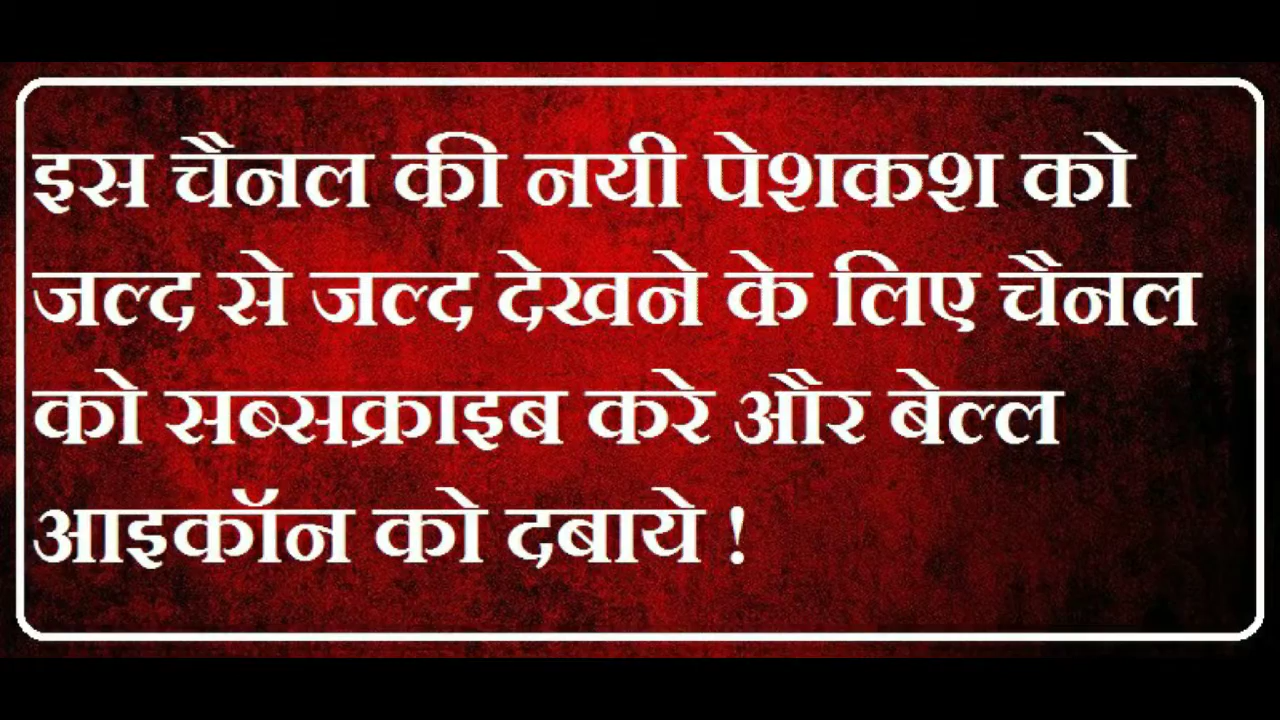 इस चैनल की नयी पेशकश को
जल्द से जल्द देखने के लिए चैनल
को सब्सक्राइब करे और बेल्ल
आइकॉन को दबाये !